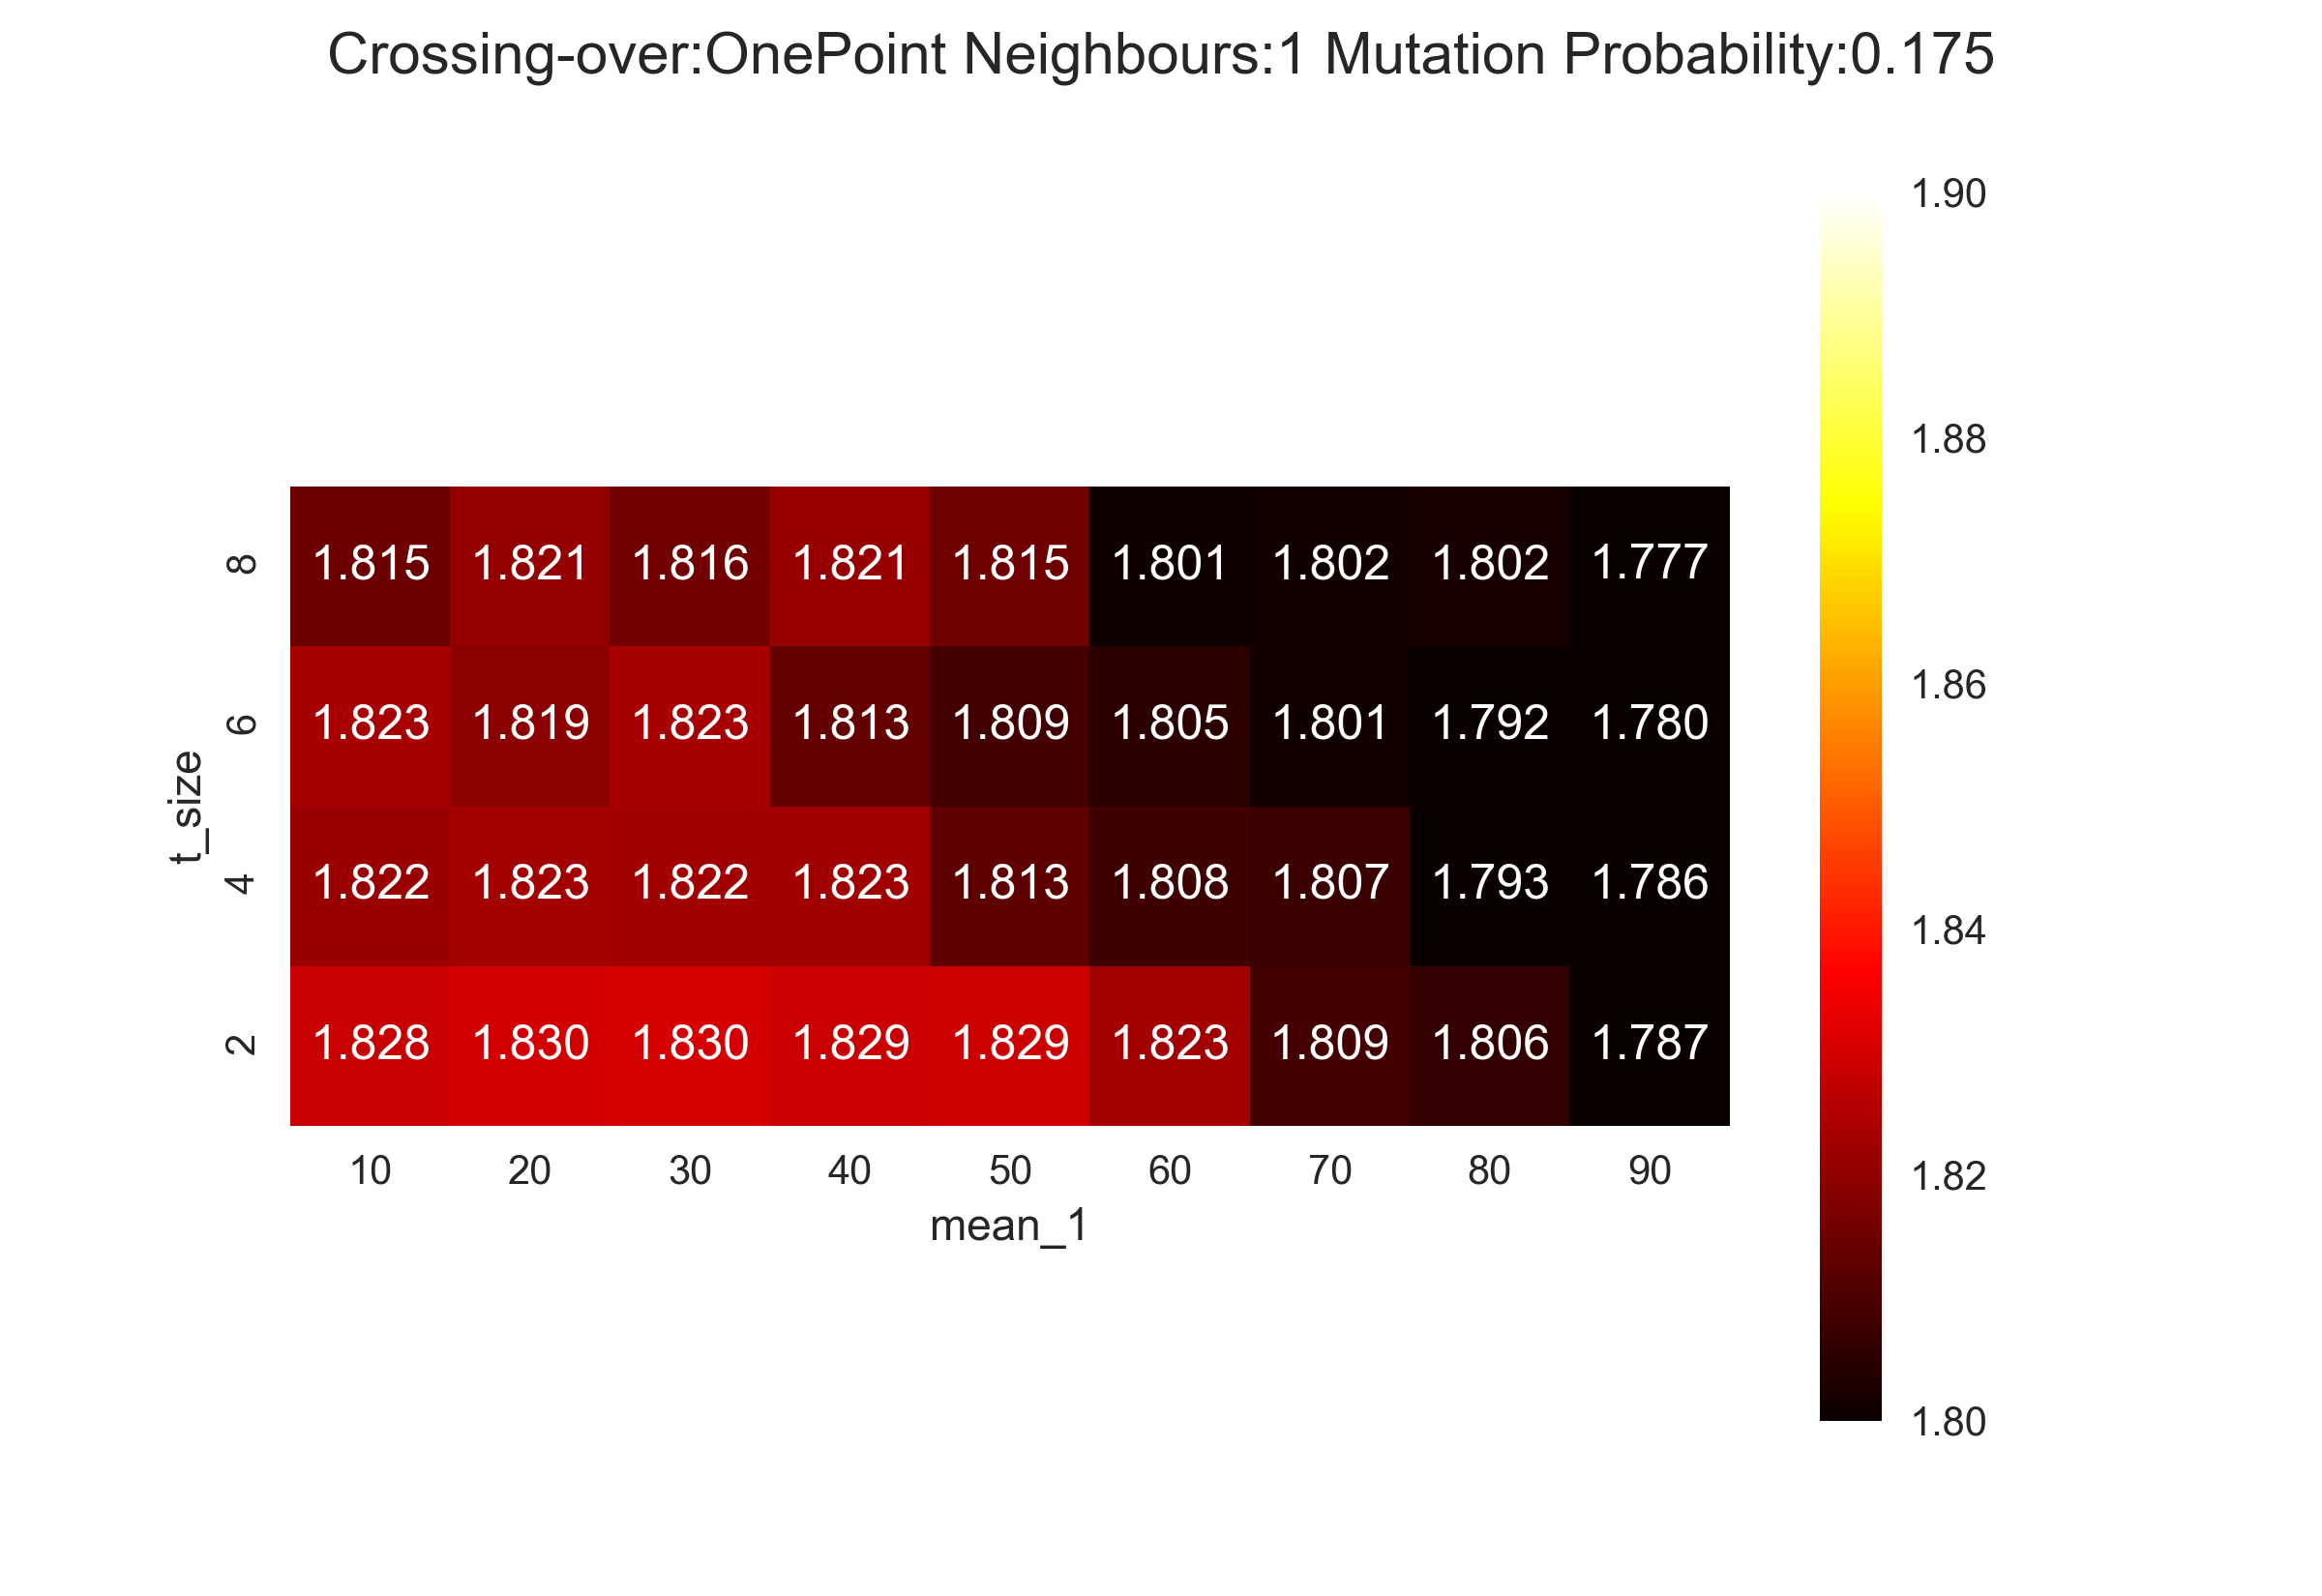 Crossing-over:OnePoint Neighbours:1 Mutation Probability:0.175
1.90
1.88
1.86
1.84
1.82
1.80
t_size
8 1.815 1.821 1.816 1.821 1.815 1.801 1.802 1.802 1.777
6 1.823 1.819 1.823 1.813 1.809 1.805 1.801 1.792 1.780
4 1.822 1.823 1.822 1.823 1.813 1.808 1.807 1.793 1.786
2 1.828 1.830 1.830 1.829 1.829 1.823 1.809 1.806 1.787
10 20 30 40 50 60 70 80 90
mean_1